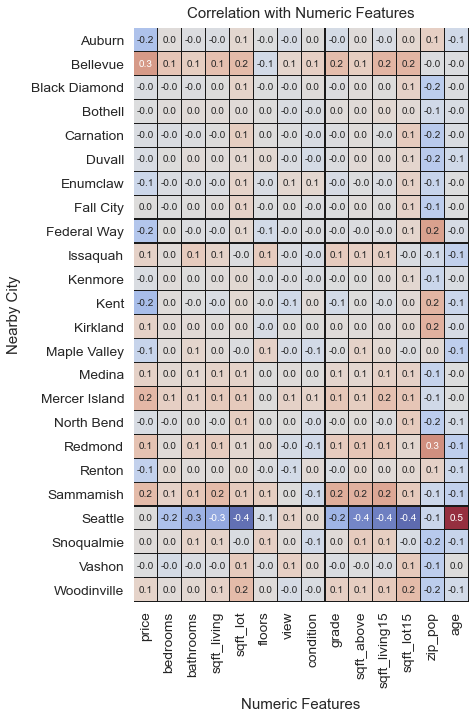 Correlation with Numeric Features
Nearby City
Auburn -0.2 0.0 -0.0 -0.0 0.1 -0.0 -0.0 0.0 -0.0 0.0 -0.0 0.0 0.1 -0.1
Bellevue 0.3 0.1 0.1 0.1 0.2 -0.1 0.1 0.1 0.2 0.1 0.2 0.2 -0.0 -0.0
Black Diamond -0.0 -0.0 -0.0 -0.0 0.1 -0.0 0.0 -0.0 -0.0 -0.0 -0.0 0.1 -0.2 -0.0
Bothell -0.0 0.0 0.0 0.0 -0.0 0.0 -0.0 -0.0 0.0 0.0 0.0 -0.0 -0.1 -0.0
Carnation -0.0 -0.0 -0.0 -0.0 0.1 -0.0 -0.0 0.0 -0.0 0.0 -0.0 0.1 -0.2 -0.0
Duvall -0.0 0.0 0.0 0.0 0.1 0.0 -0.0 -0.0 0.0 0.0 0.0 0.1 -0.2 -0.1
Enumclaw -0.1 -0.0 -0.0 -0.0 0.1 -0.0 0.1 0.1 -0.0 -0.0 -0.0 0.1 -0.1 -0.0
Fall City 0.0 -0.0 -0.0 0.0 0.1 -0.0 0.0 0.0 0.0 0.0 0.0 0.1 -0.1 -0.0
Federal Way -0.2 0.0 -0.0 -0.0 0.1 -0.1 -0.0 0.0 -0.0 -0.0 -0.0 0.1 0.2 -0.0
Issaquah 0.1 0.0 0.1 0.1 -0.0 0.1 -0.0 -0.0 0.1 0.1 0.1 -0.0 -0.1 -0.1
Kenmore -0.0 0.0 0.0 0.0 0.0 -0.0 -0.0 -0.0 0.0 0.0 0.0 0.1 -0.1 -0.0
Kent -0.2 0.0 -0.0 -0.0 0.0 -0.0 -0.1 0.0 -0.1 -0.0 -0.0 0.0 0.2 -0.1
Kirkland 0.1 0.0 0.0 0.0 0.0 -0.0 -0.0 0.0 0.0 0.0 0.0 0.0 0.2 -0.0
Maple Valley -0.1 0.0 0.1 0.0 -0.0 0.1 -0.0 -0.1 -0.0 0.1 0.0 -0.0 0.0 -0.1
Medina 0.1 0.1 0.1 0.1 0.1 0.0 0.0 0.0 0.1 0.1 0.1 0.1 -0.1 -0.0
Mercer Island 0.2 0.1 0.1 0.1 0.1 -0.0 0.1 0.1 0.1 0.1 0.2 0.1 -0.1 -0.0
North Bend -0.0 -0.0 -0.0 0.0 0.1 0.0 0.0 -0.0 0.0 0.0 0.0 0.1 -0.2 -0.1
Redmond 0.1 0.0 0.1 0.1 0.1 0.0 -0.0 -0.1 0.1 0.1 0.1 0.1 0.3 -0.1
Renton -0.1 0.0 0.0 0.0 0.0 -0.0 -0.1 -0.0 0.0 0.0 0.0 0.0 0.1 -0.1
Sammamish 0.2 0.1 0.1 0.2 0.1 0.1 0.0 -0.1 0.2 0.2 0.2 0.1 -0.1 -0.1
Seattle 0.0 -0.2 -0.3 -0.3 -0.4 -0.1 0.1 0.0 -0.2 -0.4 -0.4 -0.4 -0.1 0.5
Snoqualmie 0.0 0.0 0.1 0.1 -0.0 0.1 0.0 -0.1 0.1 0.1 0.1 -0.0 -0.2 -0.1
Vashon -0.0 -0.0 -0.0 -0.0 0.1 -0.0 0.1 0.0 -0.0 -0.0 -0.0 0.1 -0.1 0.0
Woodinville 0.1 0.0 0.1 0.1 0.2 0.0 -0.0 -0.0 0.1 0.1 0.1 0.2 -0.2 -0.1
price bedrooms bathrooms sqft_living sqft_lot floors view condition grade sqft_above sqft_living15 sqft_lot15 zip_pop age
Numeric Features